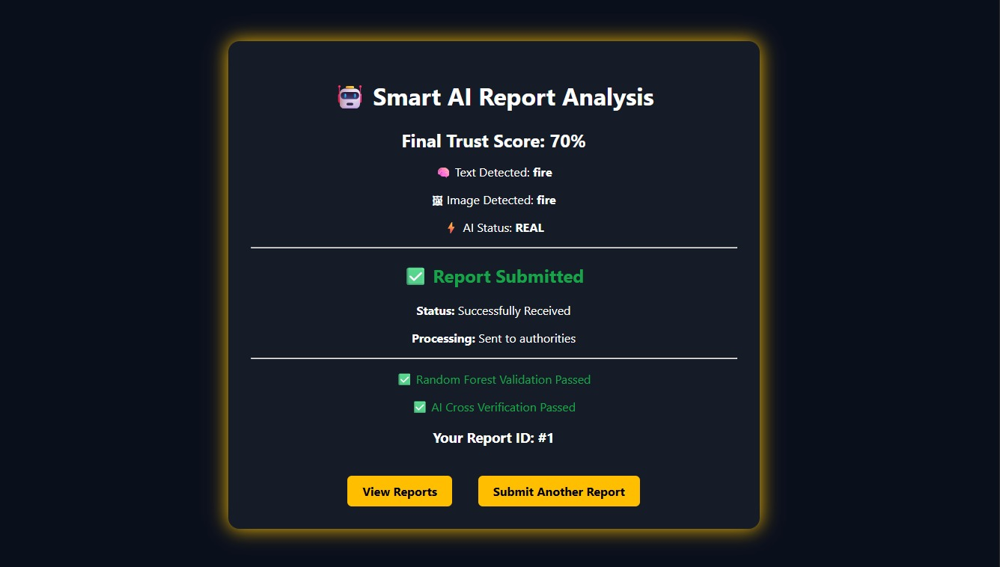 Smart AI Report Analysis
Final Trust Score: 70%
Text Detected: fire
Image Detected: fire
AI Status: REAL
Report Submitted
Status: Successfully Received
Processing: Sent to authorities
Random Forest Validation Passed
AI Cross Verification Passed
Your Report ID: #1
View Reports
Submit Another Report